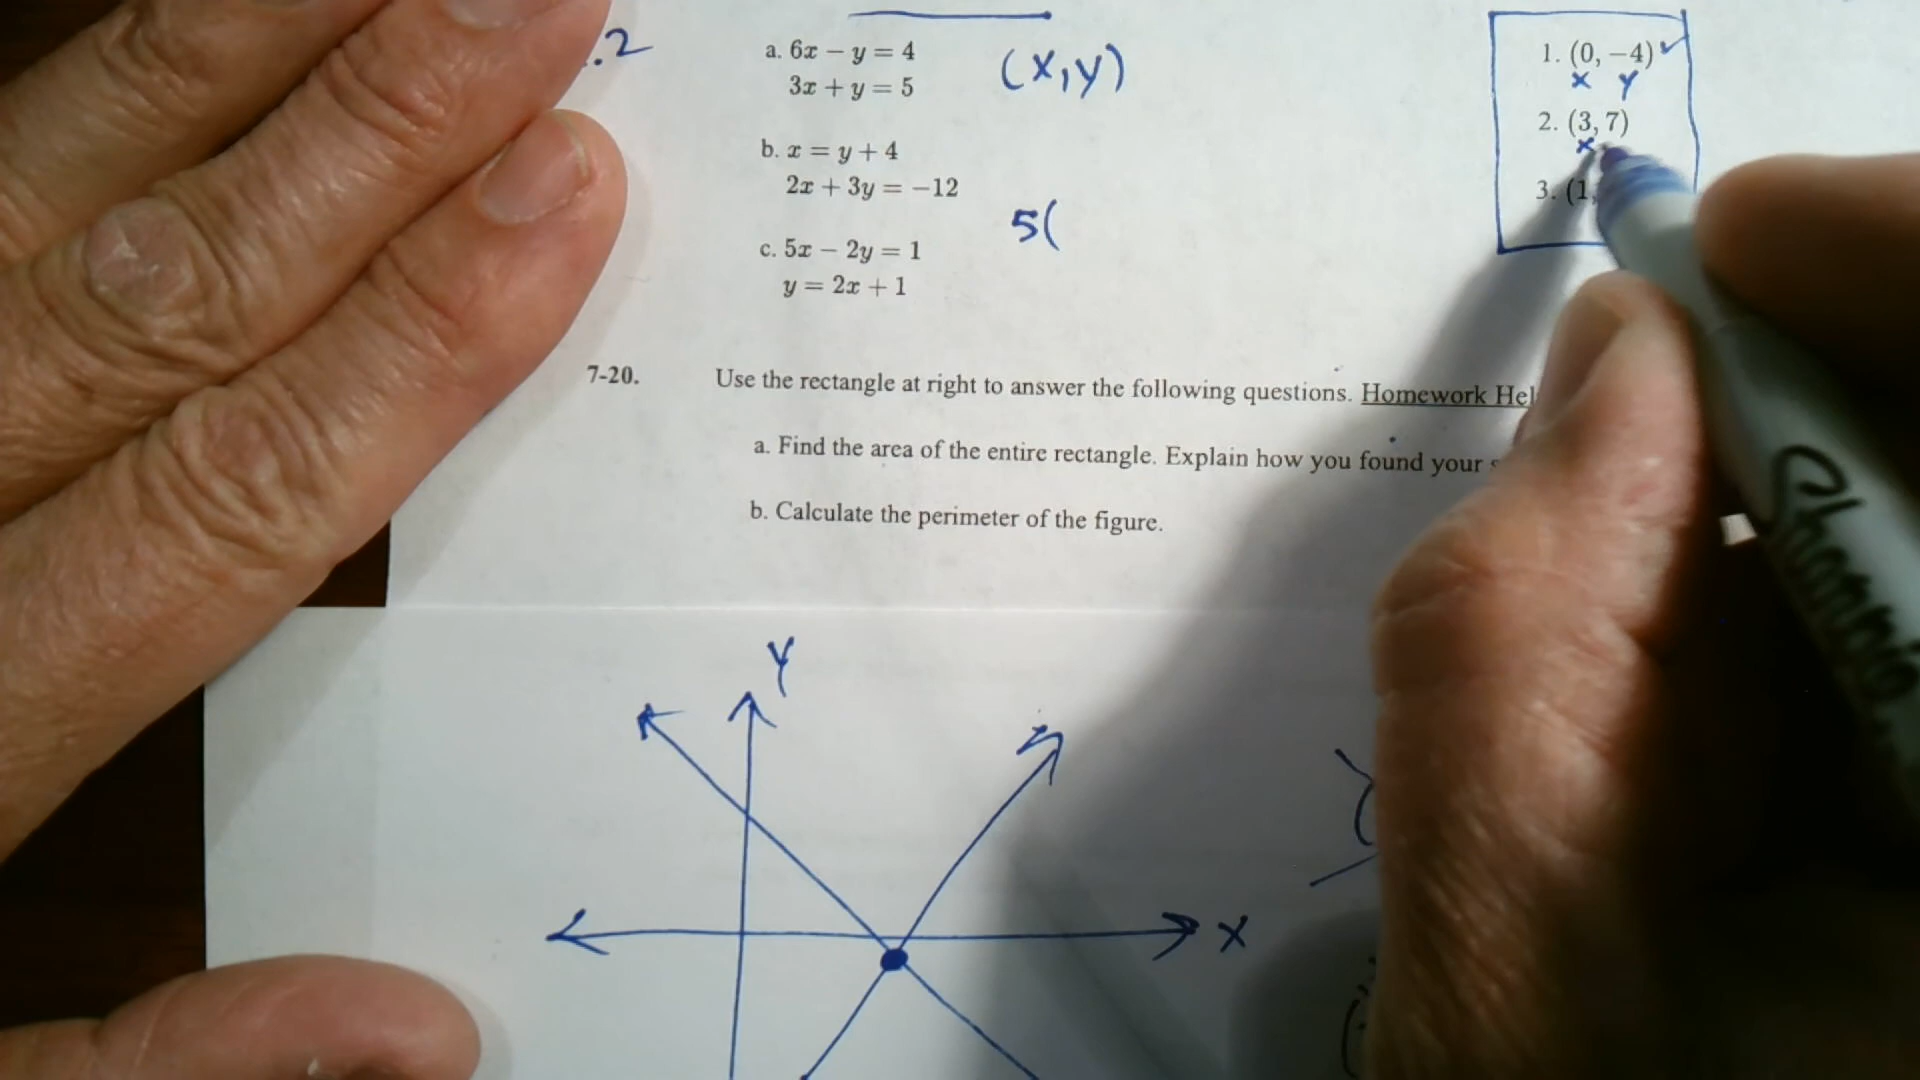 .2
a. 6x − y = 4
3x + y = 5
(x,y)
b. x = y + 4
2x + 3y = −12
5(
c. 5x − 2y = 1
y = 2x + 1
1. (0, −4) ✓
x y
2. (3, 7)
x
3. (1,
7-20.
Use the rectangle at right to answer the following questions. Homework
a. Find the area of the entire rectangle. Explain how you found your
b. Calculate the perimeter of the figure.
Y
X